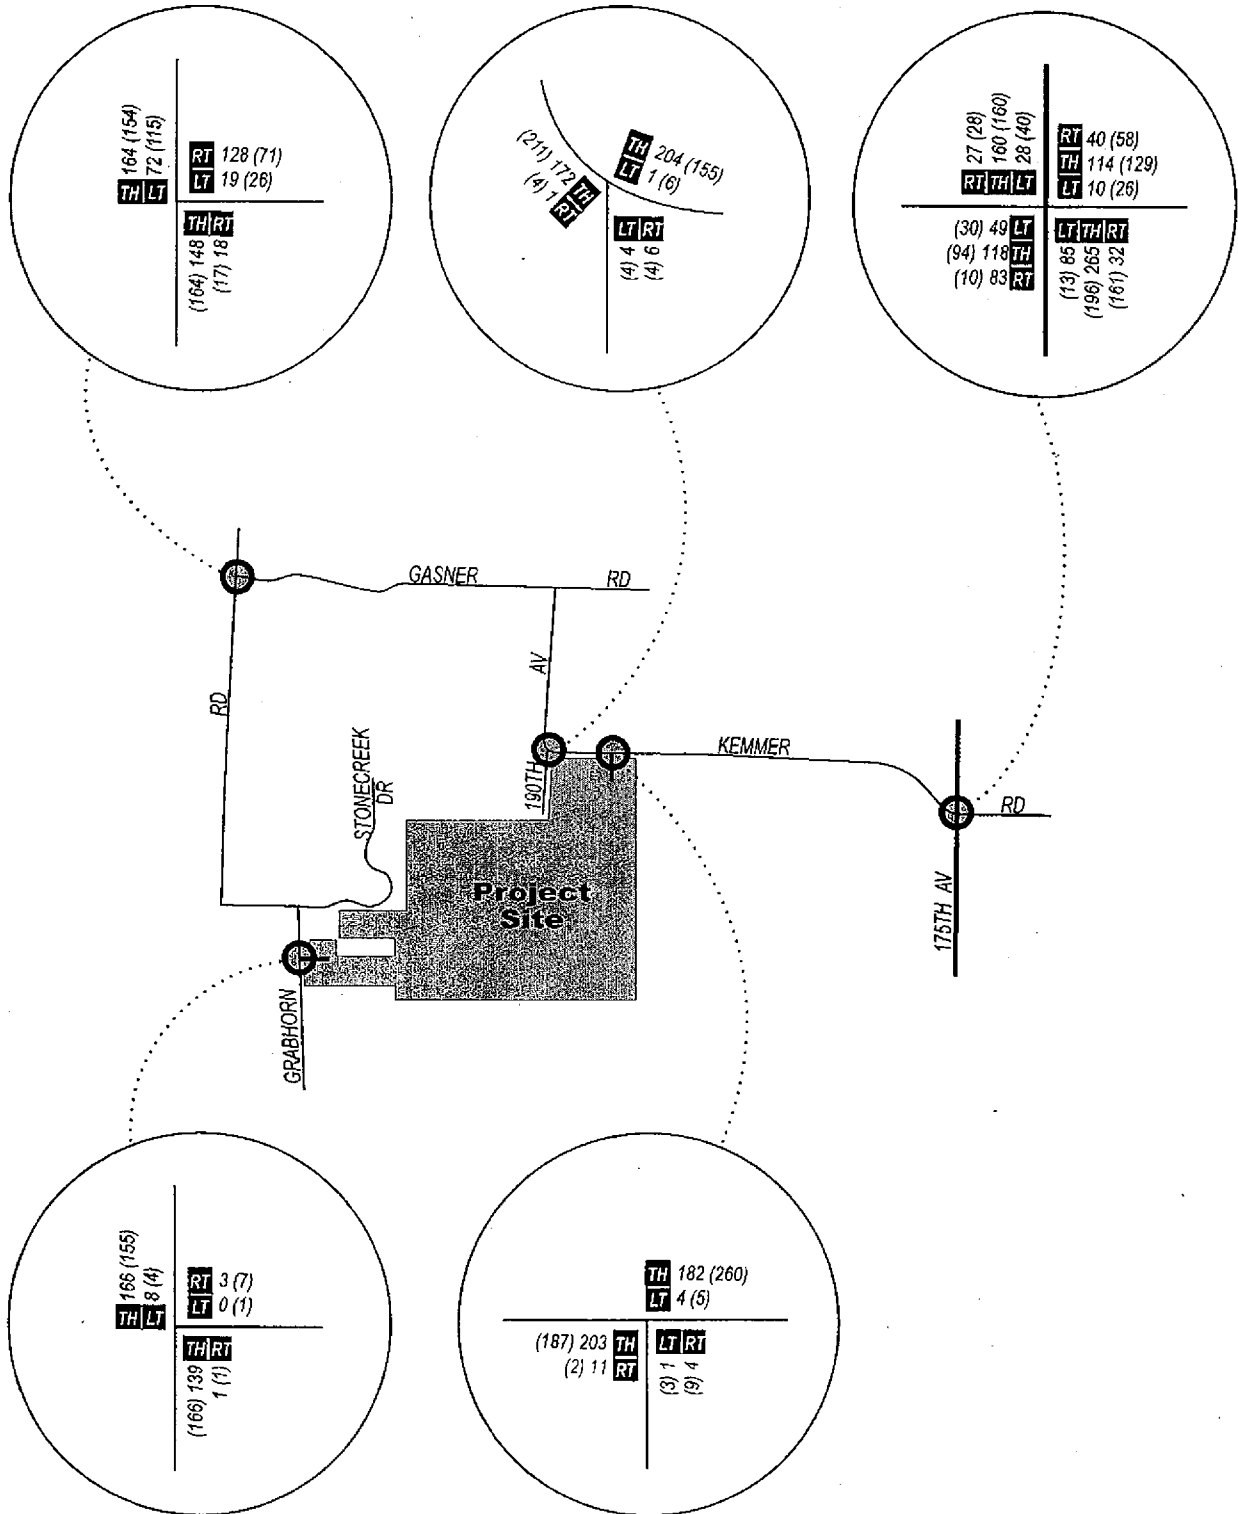 164 (154)
72 (115)
TH LT
RT 128 (71)
LT 19 (26)
TH RT
(164) 148
(17) 18
(211) 172 TH
(4) 1 RT
TH 204 (155)
LT 1 (6)
LT RT
(4) 4
(4) 6
27 (28)
160 (160)
28 (40)
RT TH LT
RT 40 (58)
TH 114 (129)
LT 10 (26)
(30) 49 LT
(94) 118 TH
(10) 83 RT
LT TH RT
(13) 85
(196) 265
(161) 32
GASNER RD
RD
AV
190TH
STONECREEK
DR
KEMMER
RD
175TH AV
Project
Site
GRABHORN
166 (155)
8 (4)
TH LT
RT 3 (7)
LT 0 (1)
TH RT
(166) 139
1 (1)
TH 182 (260)
LT 4 (5)
(187) 203 TH
(2) 11 RT
LT RT
(3) 1
(9) 4